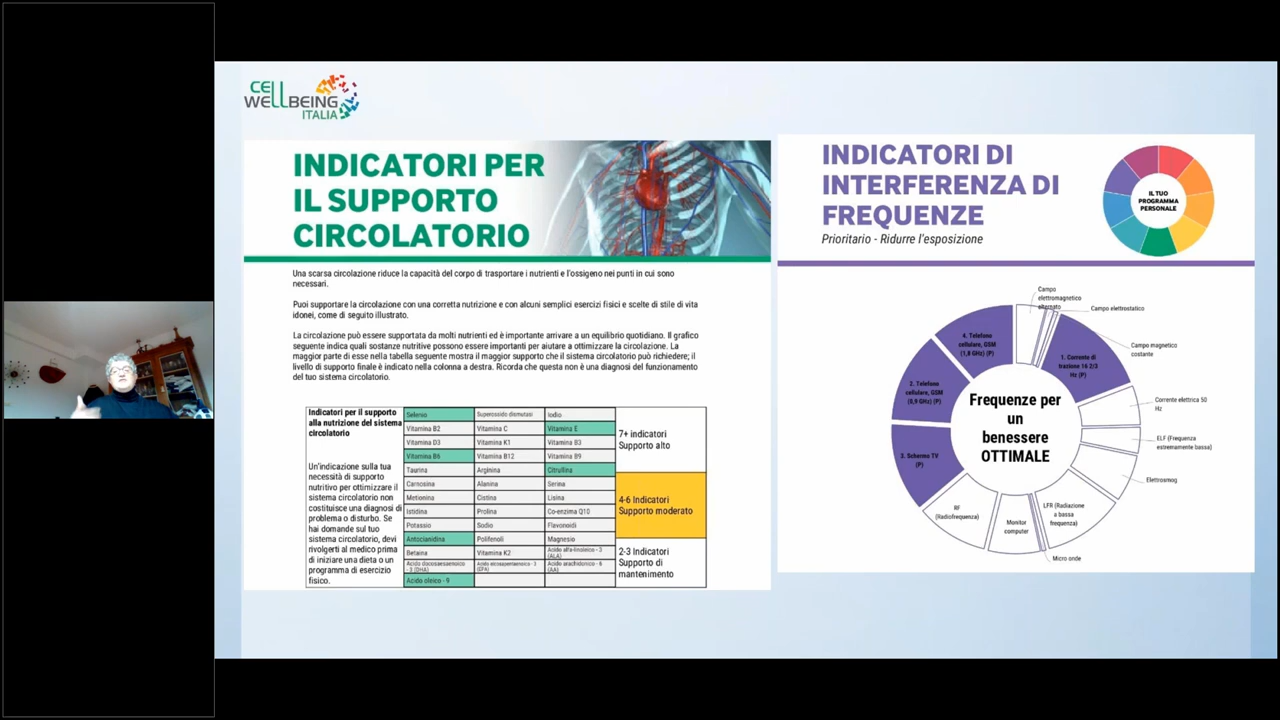 CELL
WELLBEING
ITALIA
INDICATORI PER
IL SUPPORTO
CIRCOLATORIO
Una scarsa circolazione riduce la capacità del corpo di trasportare i nutrienti e l'ossigeno nei punti in cui sono
necessari.
Puoi supportare la circolazione con una corretta nutrizione e con alcuni semplici esercizi fisici e scelte di stile di vita
idonei, come di seguito illustrato.
La circolazione può essere supportata da molti nutrienti ed è importante arrivare a un equilibrio quotidiano. Il grafico
seguente indica quali sostanze nutritive possono essere importanti per aiutare a ottimizzare la circolazione. La
maggior parte di esse nella tabella seguente mostra il maggior supporto che il sistema circolatorio può richiedere; il
livello di supporto finale è indicato nella colonna a destra. Ricorda che questa non è una diagnosi del funzionamento
del tuo sistema circolatorio.
Indicatori per il supporto
alla nutrizione del sistema
circolatorio
Un'indicazione sulla tua
necessità di supporto
nutritivo per ottimizzare il
sistema circolatorio non
costituisce una diagnosi di
problema o disturbo. Se
hai domande sul tuo
sistema circolatorio, devi
rivolgerti al medico prima
di iniziare una dieta o un
programma di esercizio
fisico.
Selenio Superossido dismutasi Iodio
Vitamina B2 Vitamina C Vitamina E
Vitamina D3 Vitamina K1 Vitamina B3
Vitamina B6 Vitamina B12 Vitamina B9
Taurina Arginina Citrullina
Carnosina Alanina Serina
Metionina Cistina Lisina
Istidina Prolina Co-enzima Q10
Potassio Sodio Flavonoidi
Antocianidina Polifenoli Magnesio
Betaina Vitamina K2 Acido alfa-linoleico - 3
(ALA)
Acido docosaesaenoico
- 3 (DHA)
Acido eicosapentaenoico - 3
(EPA)
Acido arachidonico - 6
(AA)
Acido oleico - 9
7+ indicatori
Supporto alto
4-6 Indicatori
Supporto moderato
2-3 Indicatori
Supporto di
mantenimento
INDICATORI DI
INTERFERENZA DI
FREQUENZE
Prioritario - Ridurre l'esposizione
IL TUO
PROGRAMMA
PERSONALE
Campo
elettromagnetico
alternato
Campo elettrostatico
Campo magnetico
costante
1. Corrente di
trazione 16 2/3
Hz (P)
Corrente elettrica 50
Hz
ELF (Frequenza
estremamente bassa)
Elettrosmog
LFR (Radiazione
a bassa
frequenza)
Micro onde
Monitor
computer
RF
(Radiofrequenza)
3. Schermo TV
(P)
2. Telefono
cellulare, GSM
(0,9 GHz) (P)
4. Telefono
cellulare, GSM
(1,8 GHz) (P)
Frequenze per
un
benessere
OTTIMALE